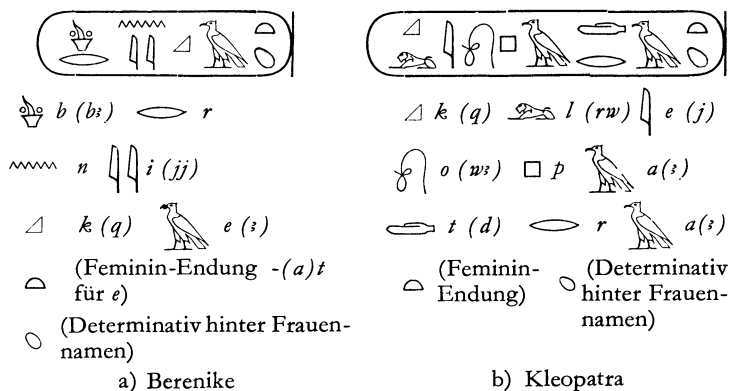 b (bꜣ) r
n i (jj)
k (q) e (ꜣ)
(Feminin-Endung -(a)t
für e)
(Determinativ hinter Frauen-
namen)
a) Berenike
k (q) l (rw) e (j)
o (wꜣ) p a(ꜣ)
t (d) r a(ꜣ)
(Feminin-
Endung)
(Determinativ
hinter Frauen-
namen)
b) Kleopatra